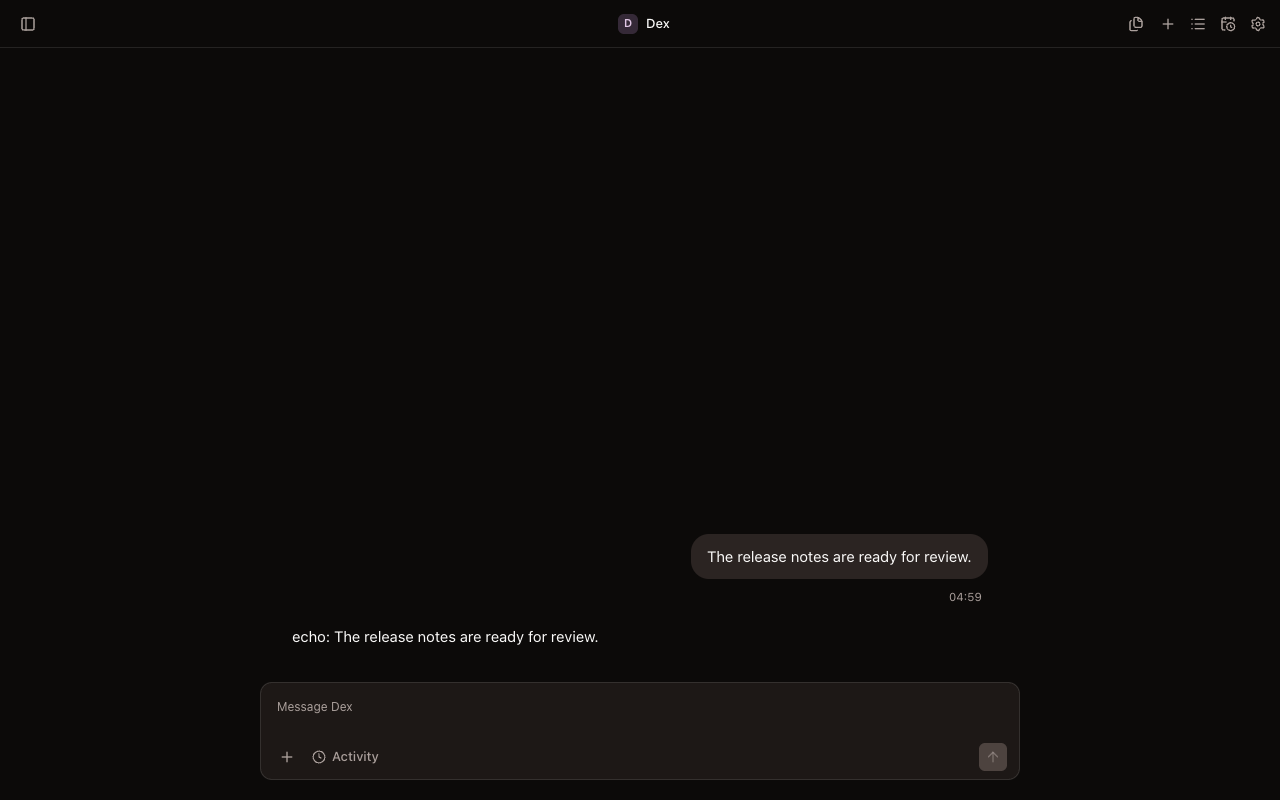 D Dex
The release notes are ready for review.
04:59
echo: The release notes are ready for review.
Message Dex
Activity